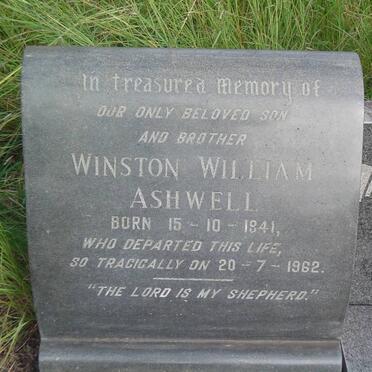 In treasured Memory of
OUR ONLY BELOVED SON
AND BROTHER
WINSTON WILLIAM
ASHWELL
BORN 15-10-1941,
WHO DEPARTED THIS LIFE,
SO TRAGICALLY ON 20-7-1962.
"THE LORD IS MY SHEPHERD."